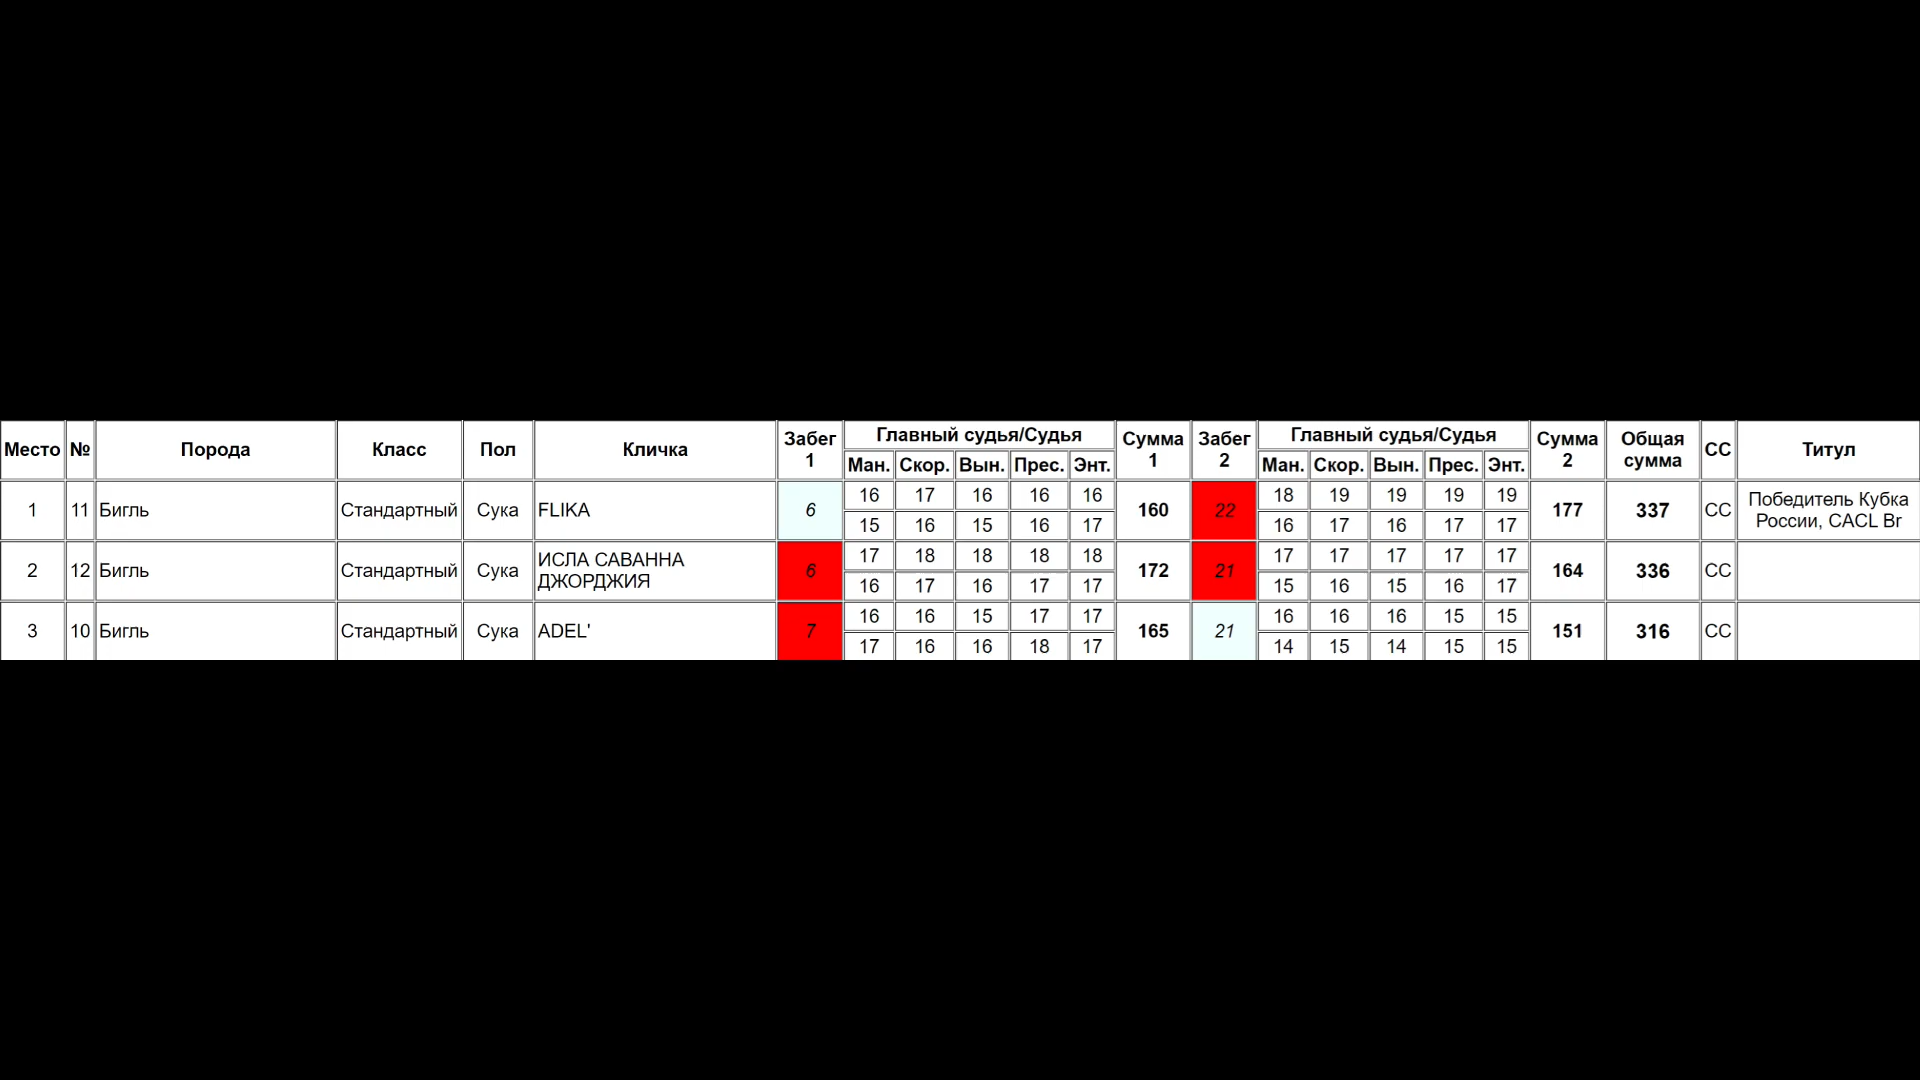 Место № Порода Класс Пол Кличка Забег 1 Главный судья/Судья Сумма 1 Забег 2 Главный судья/Судья Сумма 2 Общая сумма СС Титул
Ман. Скор. Вын. Прес. Энт. Ман. Скор. Вын. Прес. Энт.
1 11 Бигль Стандартный Сука FLIKA 6 16 17 16 16 16 160 22 18 19 19 19 19 177 337 СС Победитель Кубка России, CACL Br
15 16 15 16 17 16 17 16 17 17
2 12 Бигль Стандартный Сука ИСЛА САВАННА ДЖОРДЖИЯ 6 17 18 18 18 18 172 21 17 17 17 17 17 164 336 СС
16 17 16 17 17 15 16 15 16 17
3 10 Бигль Стандартный Сука ADEL' 7 16 16 15 17 17 165 21 16 16 16 15 15 151 316 СС
17 16 16 18 17 14 15 14 15 15